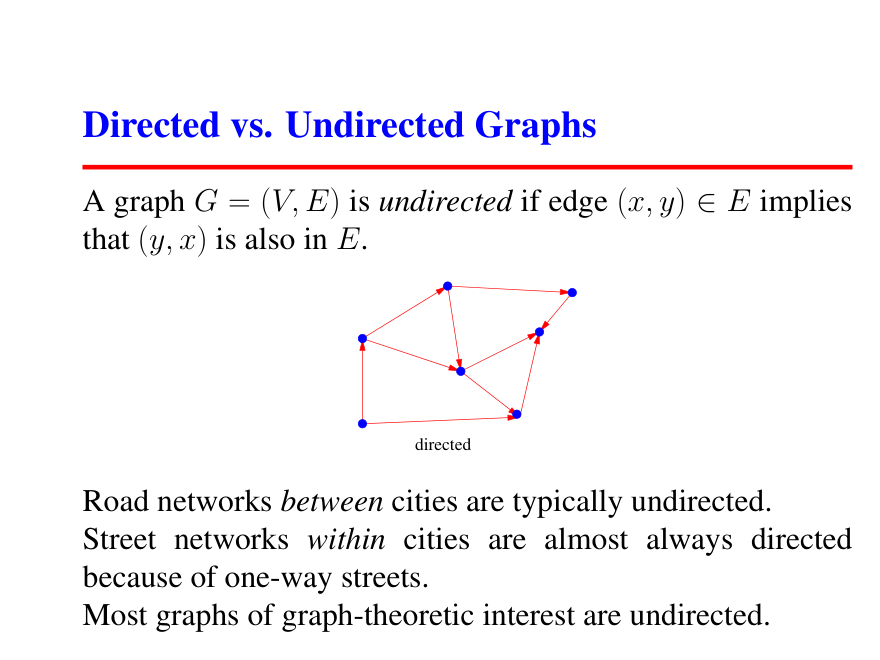 Directed vs. Undirected Graphs
A graph G = (V, E) is undirected if edge (x, y) ∈ E implies
that (y, x) is also in E.
directed
Road networks between cities are typically undirected.
Street networks within cities are almost always directed
because of one-way streets.
Most graphs of graph-theoretic interest are undirected.